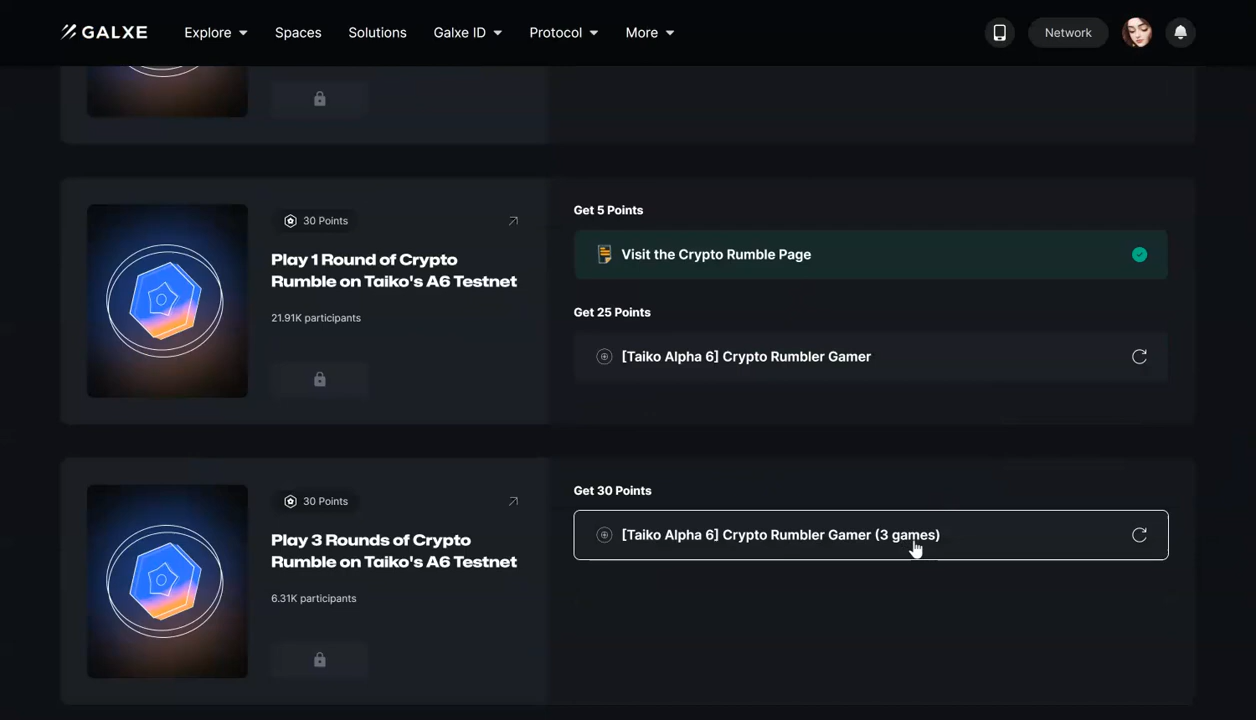 GALXE
Explore
Spaces
Solutions
Galxe ID
Protocol
More
Network
30 Points
Play 1 Round of Crypto
Rumble on Taiko's A6 Testnet
21.91K participants
Get 5 Points
Visit the Crypto Rumble Page
Get 25 Points
[Taiko Alpha 6] Crypto Rumbler Gamer
30 Points
Play 3 Rounds of Crypto
Rumble on Taiko's A6 Testnet
6.31K participants
Get 30 Points
[Taiko Alpha 6] Crypto Rumbler Gamer (3 games)